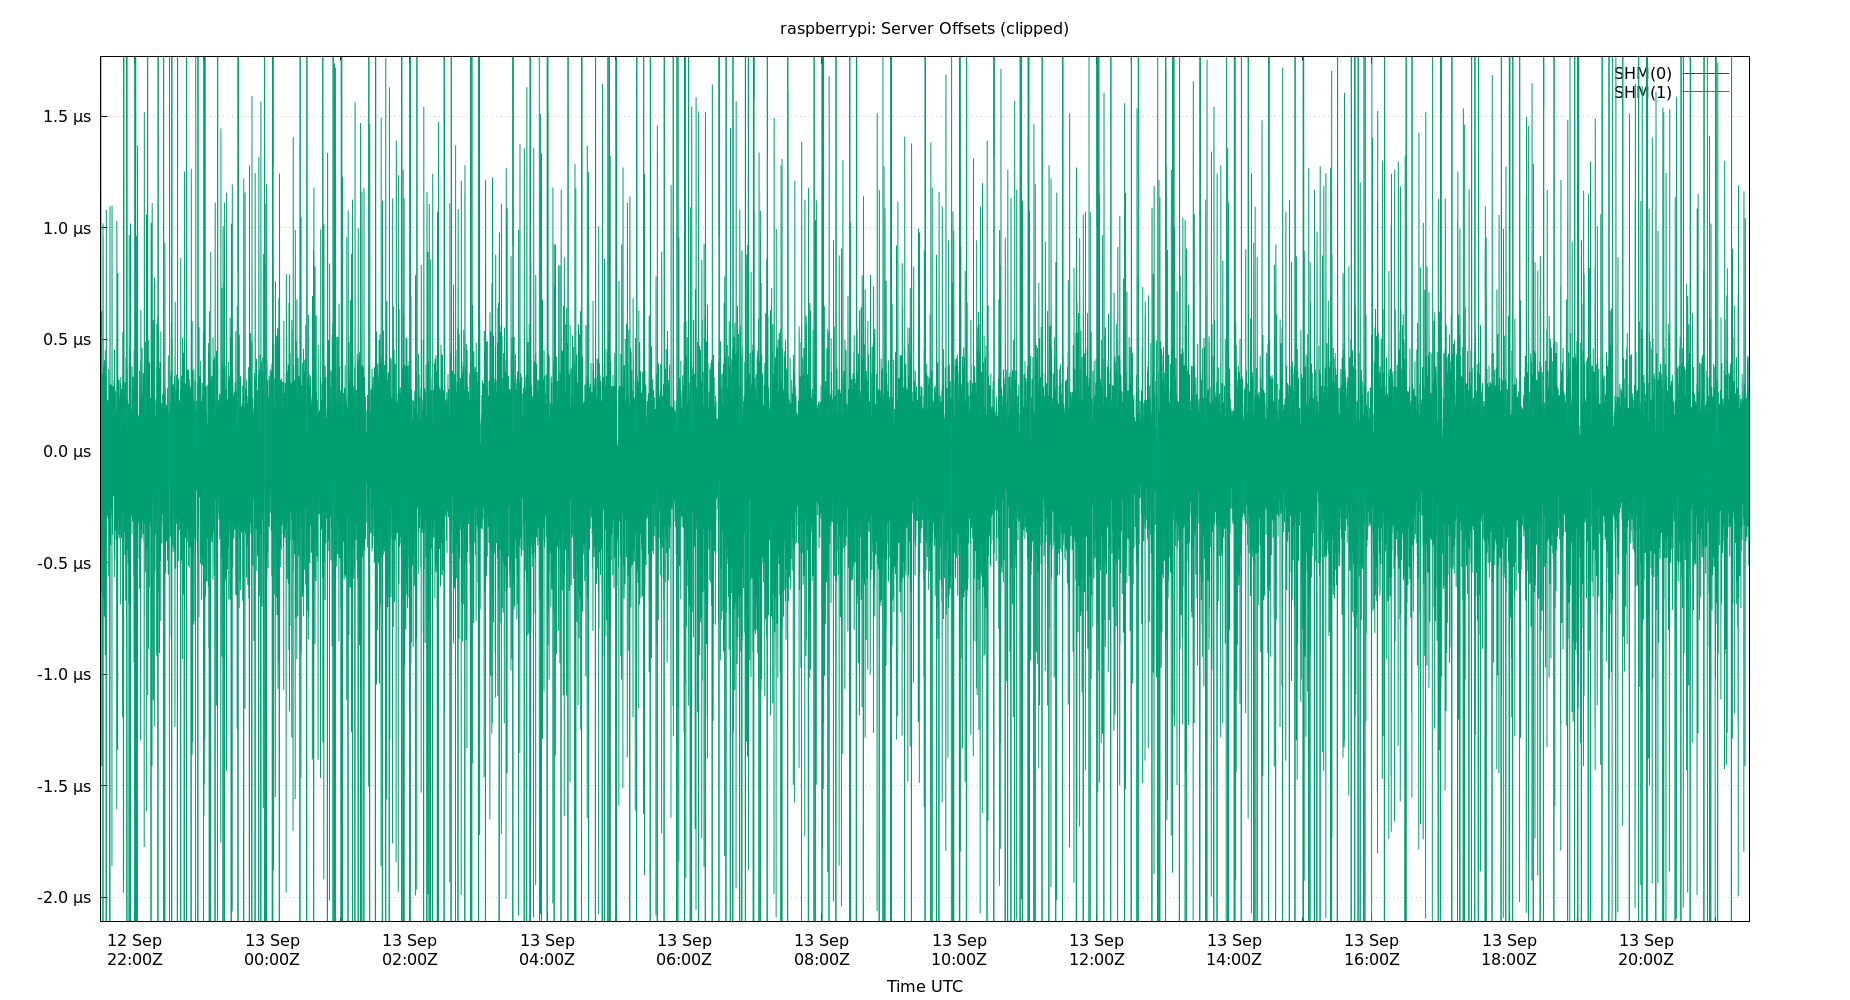 raspberrypi: Server Offsets (clipped)
SHM(0)
SHM(1)
1.5 µs
1.0 µs
0.5 µs
0.0 µs
-0.5 µs
-1.0 µs
-1.5 µs
-2.0 µs
12 Sep 13 Sep 13 Sep 13 Sep 13 Sep 13 Sep 13 Sep 13 Sep 13 Sep 13 Sep 13 Sep 13 Sep
22:00Z 00:00Z 02:00Z 04:00Z 06:00Z 08:00Z 10:00Z 12:00Z 14:00Z 16:00Z 18:00Z 20:00Z
Time UTC